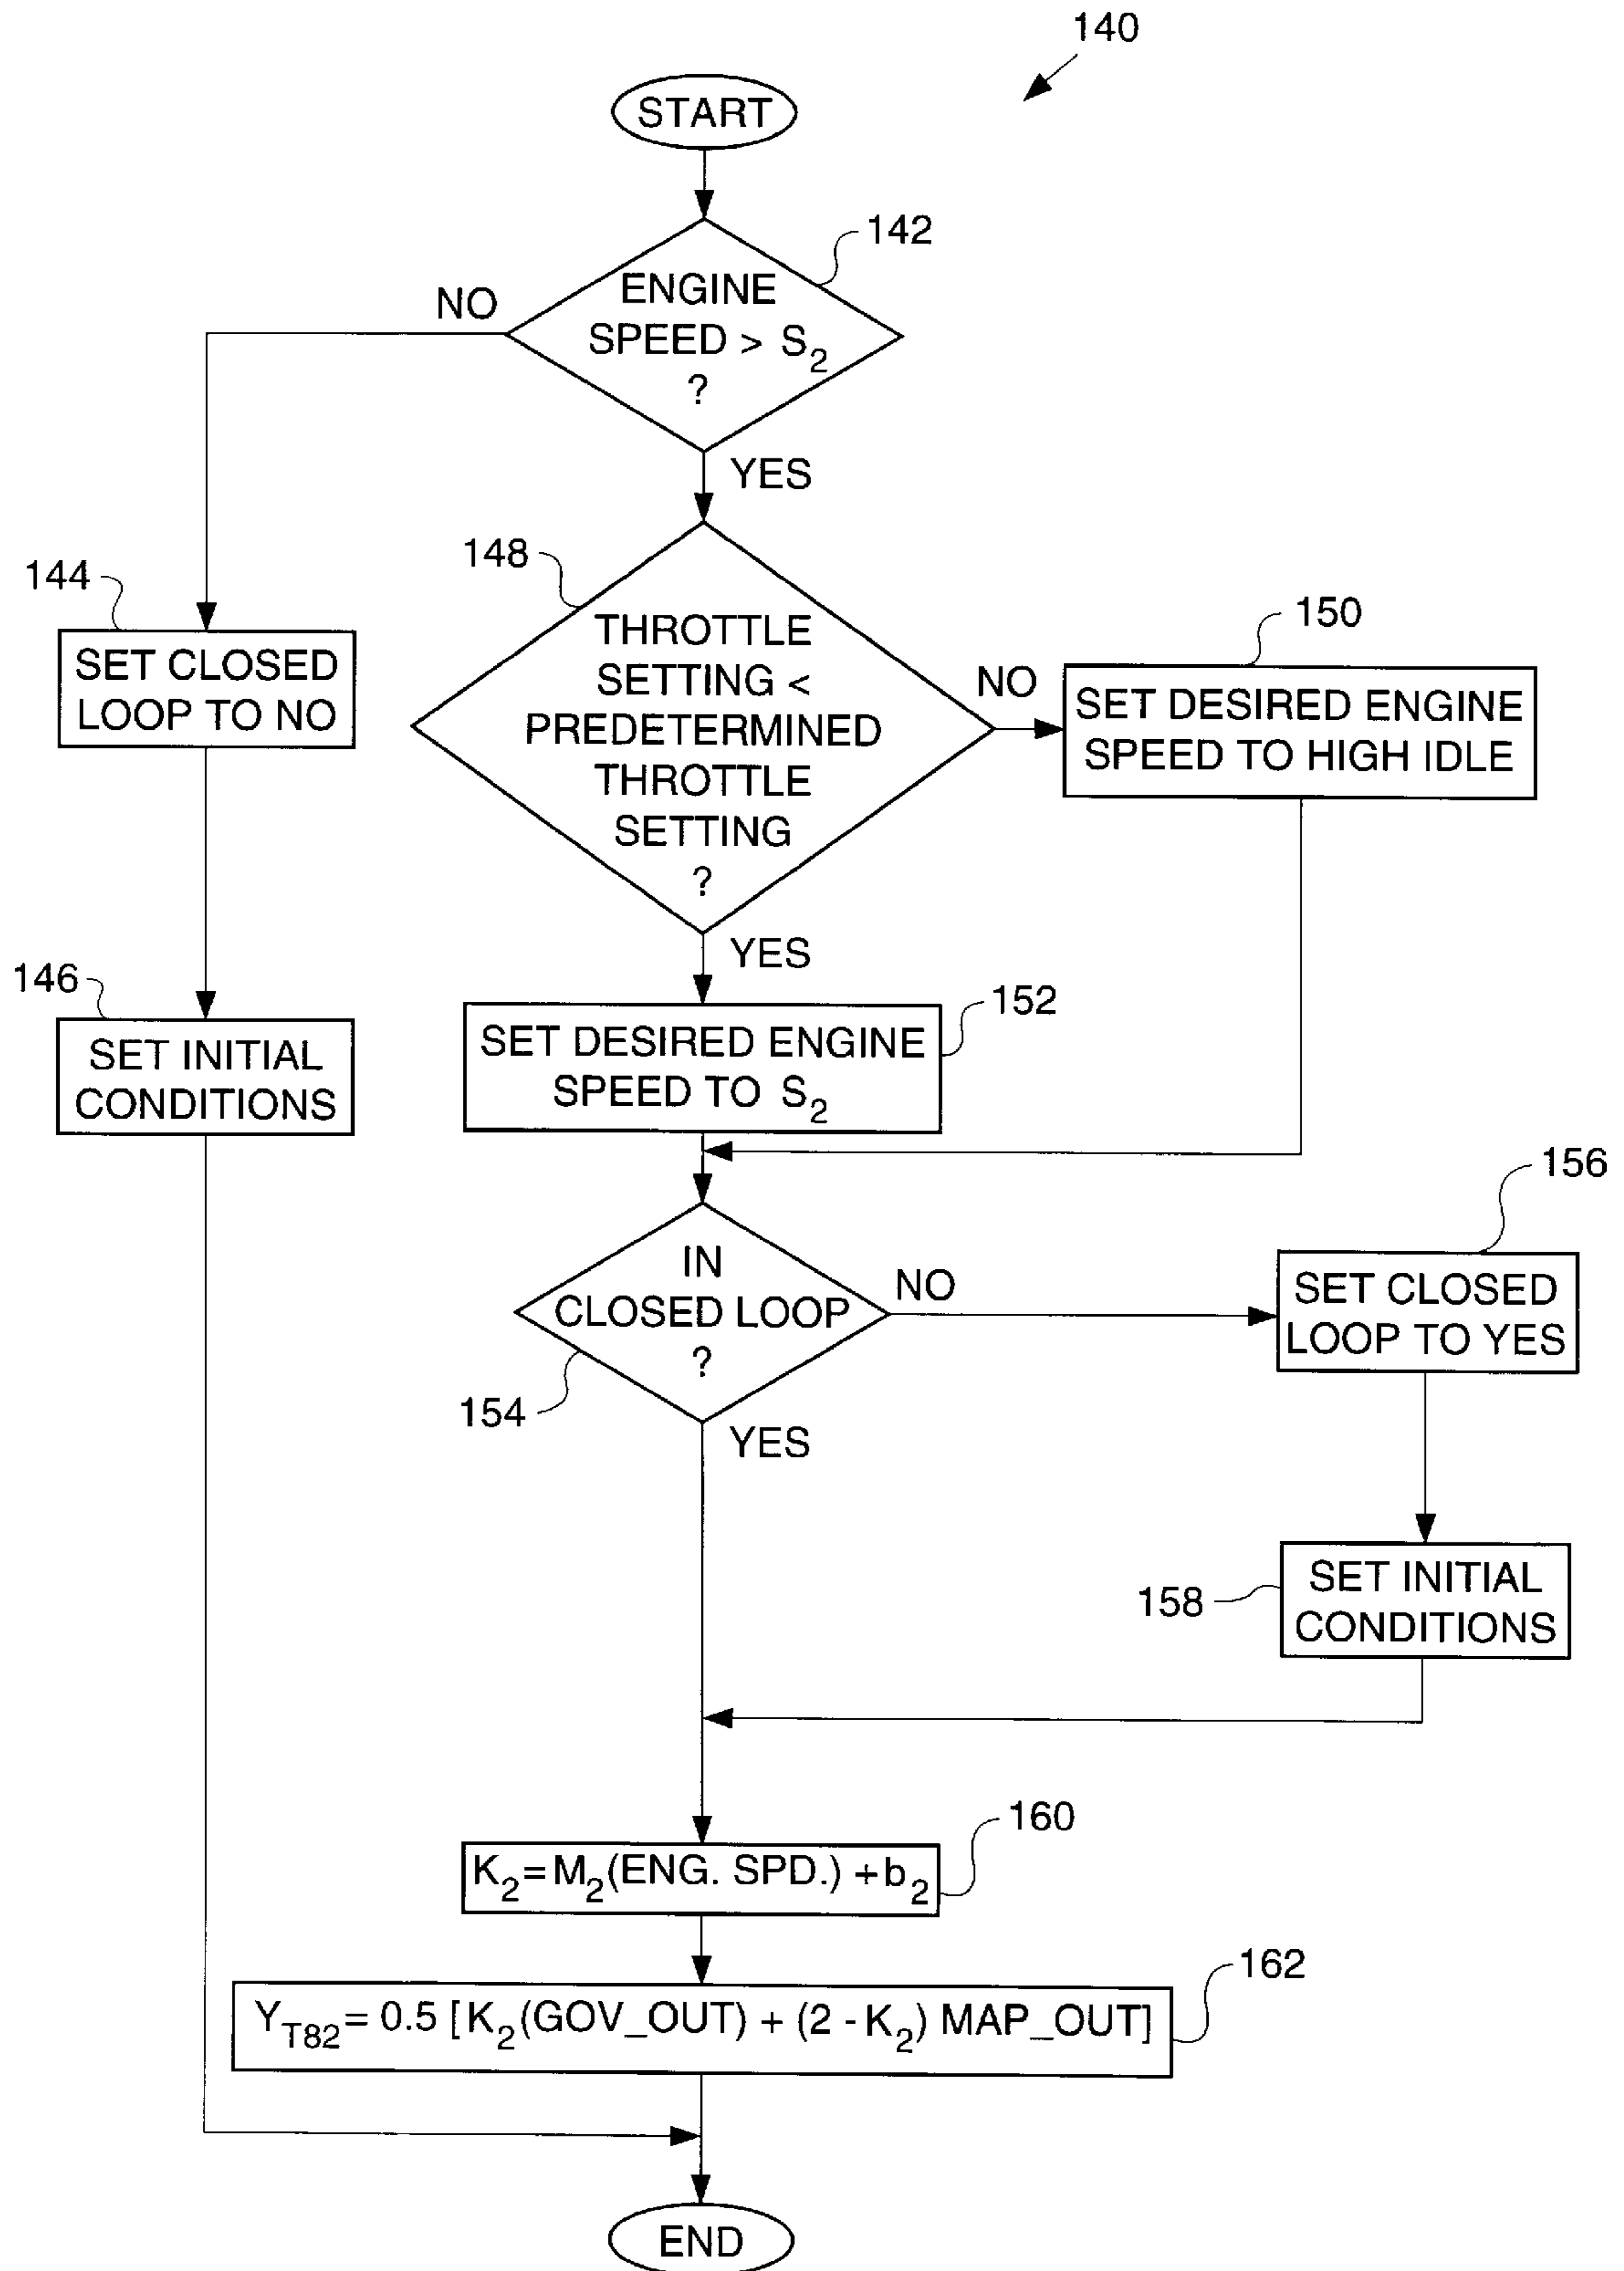 140
START
142
ENGINE
SPEED > S2
?
NO
YES
148
THROTTLE
SETTING <
PREDETERMINED
THROTTLE
SETTING
?
NO
150
SET DESIRED ENGINE
SPEED TO HIGH IDLE
144
SET CLOSED
LOOP TO NO
YES
146
SET INITIAL
CONDITIONS
152
SET DESIRED ENGINE
SPEED TO S2
IN
CLOSED LOOP
?
154
NO
YES
156
SET CLOSED
LOOP TO YES
158
SET INITIAL
CONDITIONS
160
K2=M2(ENG. SPD.) +b2
162
YT82= 0.5 [K2(GOV_OUT) + (2 -K2) MAP_OUT]
END